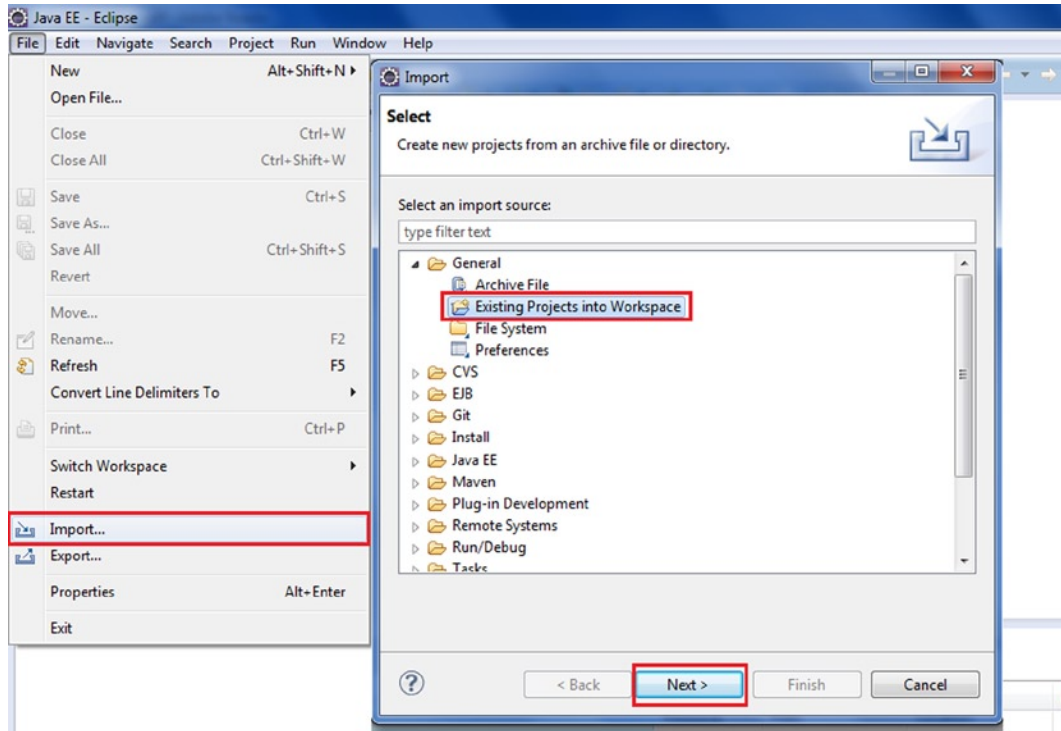 Java EE - Eclipse
File Edit Navigate Search Project Run Window Help
New Alt+Shift+N
Open File...
Close Ctrl+W
Close All Ctrl+Shift+W
Save Ctrl+S
Save As...
Save All Ctrl+Shift+S
Revert
Move...
Rename... F2
Refresh F5
Convert Line Delimiters To
Print... Ctrl+P
Switch Workspace
Restart
Import...
Export...
Properties Alt+Enter
Exit
Import
Select
Create new projects from an archive file or directory.
Select an import source:
type filter text
General
Archive File
Existing Projects into Workspace
File System
Preferences
CVS
EJB
Git
Install
Java EE
Maven
Plug-in Development
Remote Systems
Run/Debug
Tasks
< Back Next > Finish Cancel